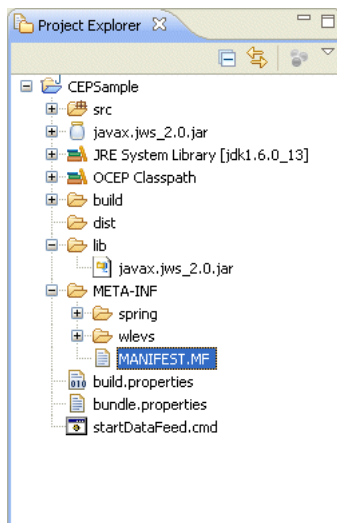 Project Explorer
CEPSample
src
javax.jws_2.0.jar
JRE System Library [jdk1.6.0_13]
OCEP Classpath
build
dist
lib
javax.jws_2.0.jar
META-INF
spring
wlevs
MANIFEST.MF
build.properties
bundle.properties
startDataFeed.cmd